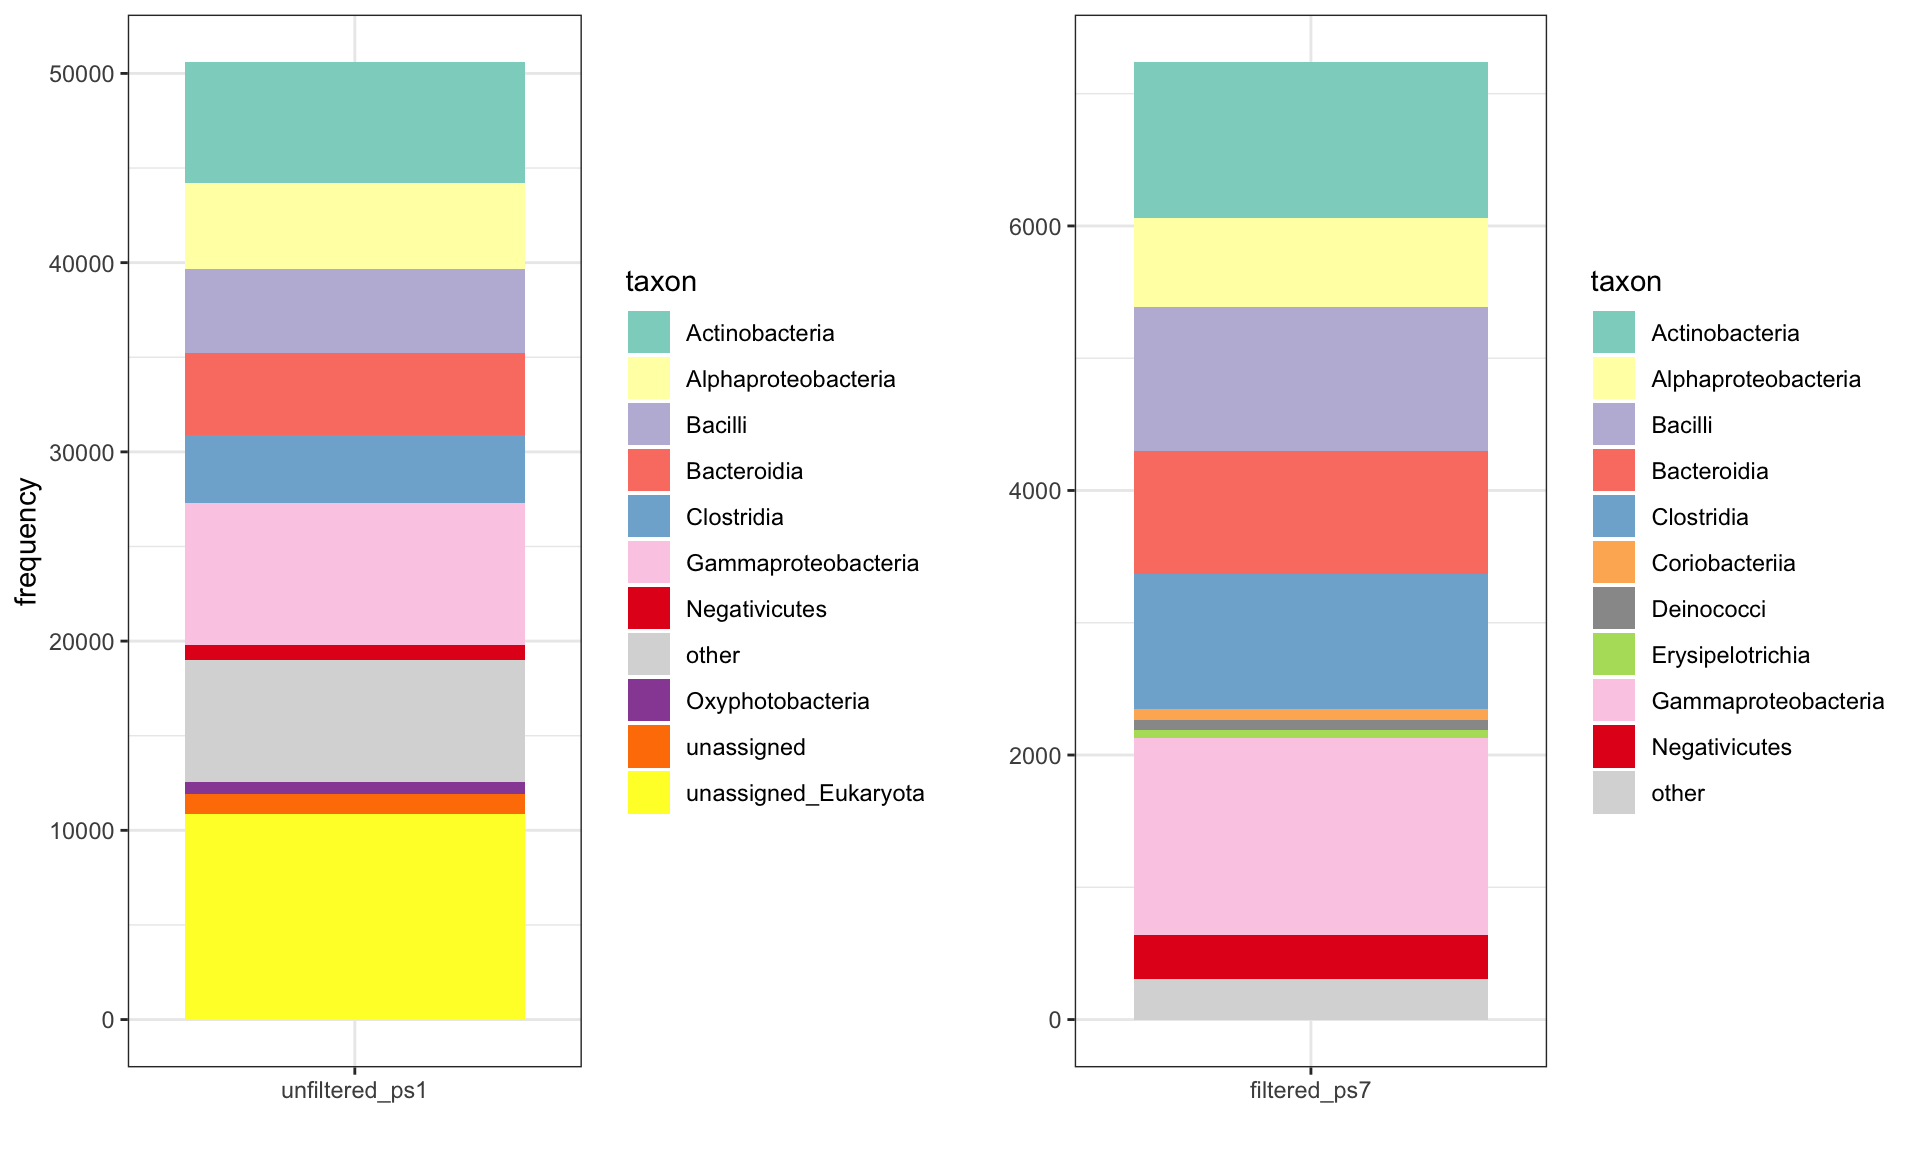 frequency
50000
40000
30000
20000
10000
0
unfiltered_ps1
taxon
Actinobacteria
Alphaproteobacteria
Bacilli
Bacteroidia
Clostridia
Gammaproteobacteria
Negativicutes
other
Oxyphotobacteria
unassigned
unassigned_Eukaryota
6000
4000
2000
0
filtered_ps7
taxon
Actinobacteria
Alphaproteobacteria
Bacilli
Bacteroidia
Clostridia
Coriobacteriia
Deinococci
Erysipelotrichia
Gammaproteobacteria
Negativicutes
other